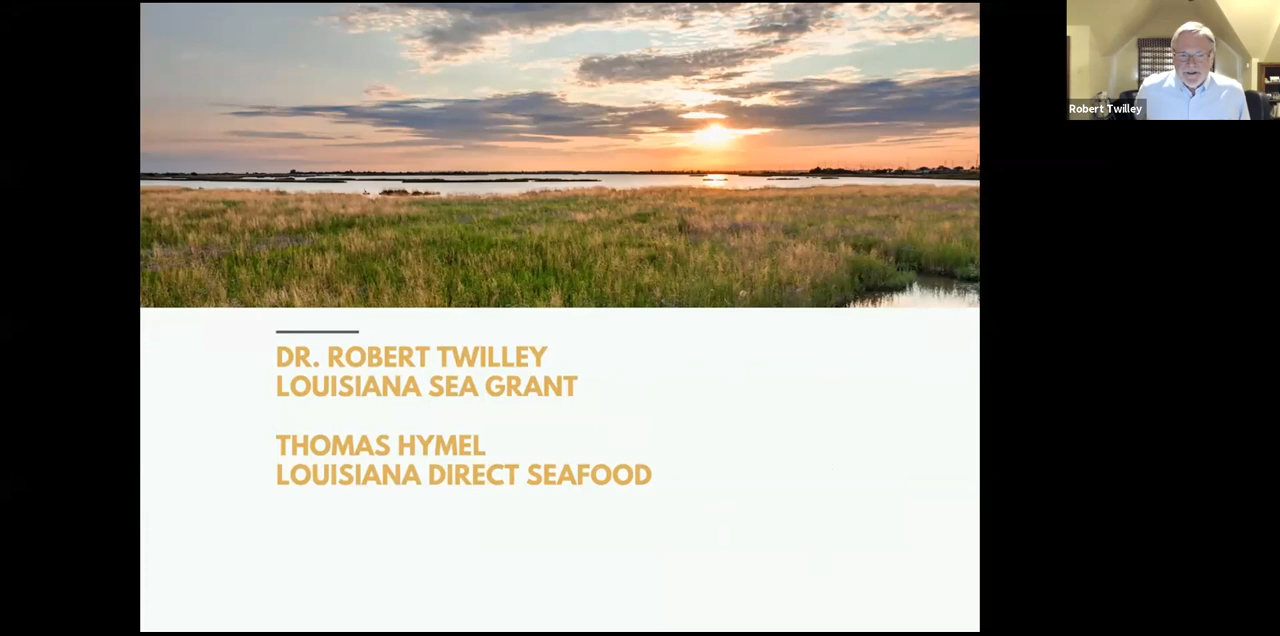 DR. ROBERT TWILLEY
LOUISIANA SEA GRANT
THOMAS HYMEL
LOUISIANA DIRECT SEAFOOD
Robert Twilley